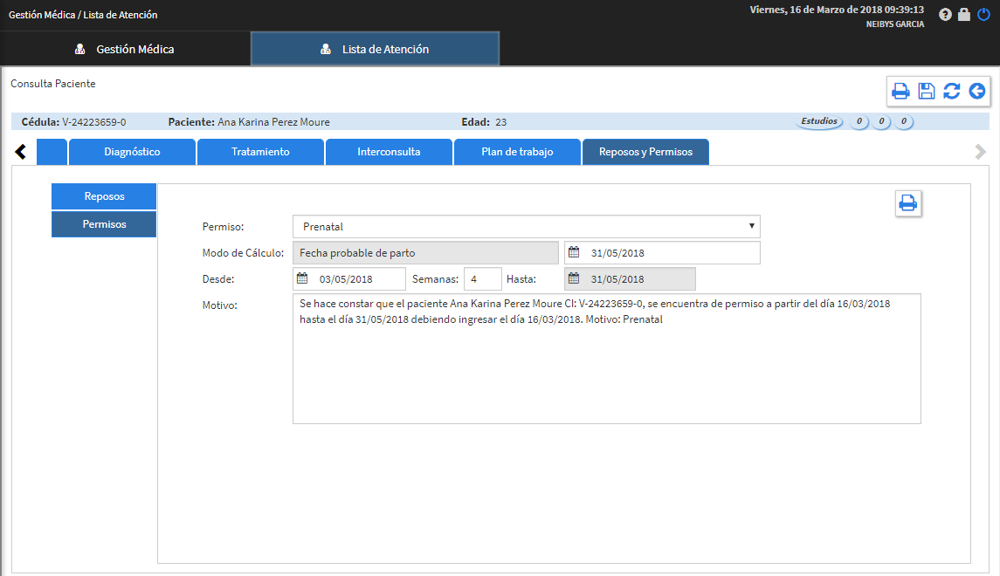 Gestión Médica / Lista de Atención
Viernes, 16 de Marzo de 2018 09:39:13
NEIBYS GARCIA
Gestión Médica
Lista de Atención
Consulta Paciente
Cédula: V-24223659-0 Paciente: Ana Karina Perez Moure Edad: 23 Estudios 0 0 0
Diagnóstico Tratamiento Interconsulta Plan de trabajo Reposos y Permisos
Reposos
Permisos
Permiso: Prenatal
Modo de Cálculo: Fecha probable de parto 31/05/2018
Desde: 03/05/2018 Semanas: 4 Hasta: 31/05/2018
Motivo: Se hace constar que el paciente Ana Karina Perez Moure CI: V-24223659-0, se encuentra de permiso a partir del día 16/03/2018
hasta el día 31/05/2018 debiendo ingresar el día 16/03/2018. Motivo: Prenatal